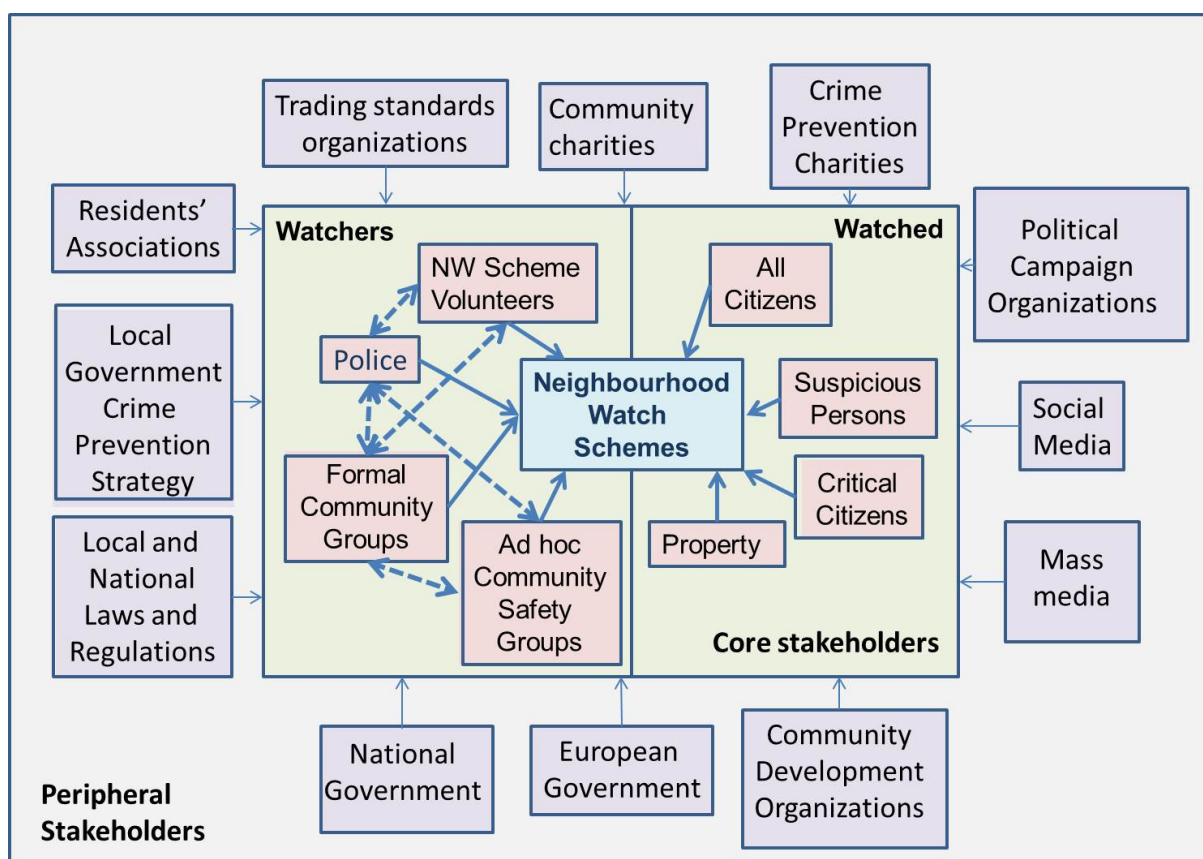 Trading standards
organizations
Community
charities
Crime
Prevention
Charities
Residents’
Associations
Political
Campaign
Organizations
Local
Government
Crime
Prevention
Strategy
Social
Media
Local and
National
Laws and
Regulations
Mass
media
Watchers
Watched
NW Scheme
Volunteers
All
Citizens
Police
Neighbourhood
Watch
Schemes
Suspicious
Persons
Formal
Community
Groups
Critical
Citizens
Property
Ad hoc
Community
Safety
Groups
Core stakeholders
National
Government
European
Government
Community
Development
Organizations
Peripheral
Stakeholders